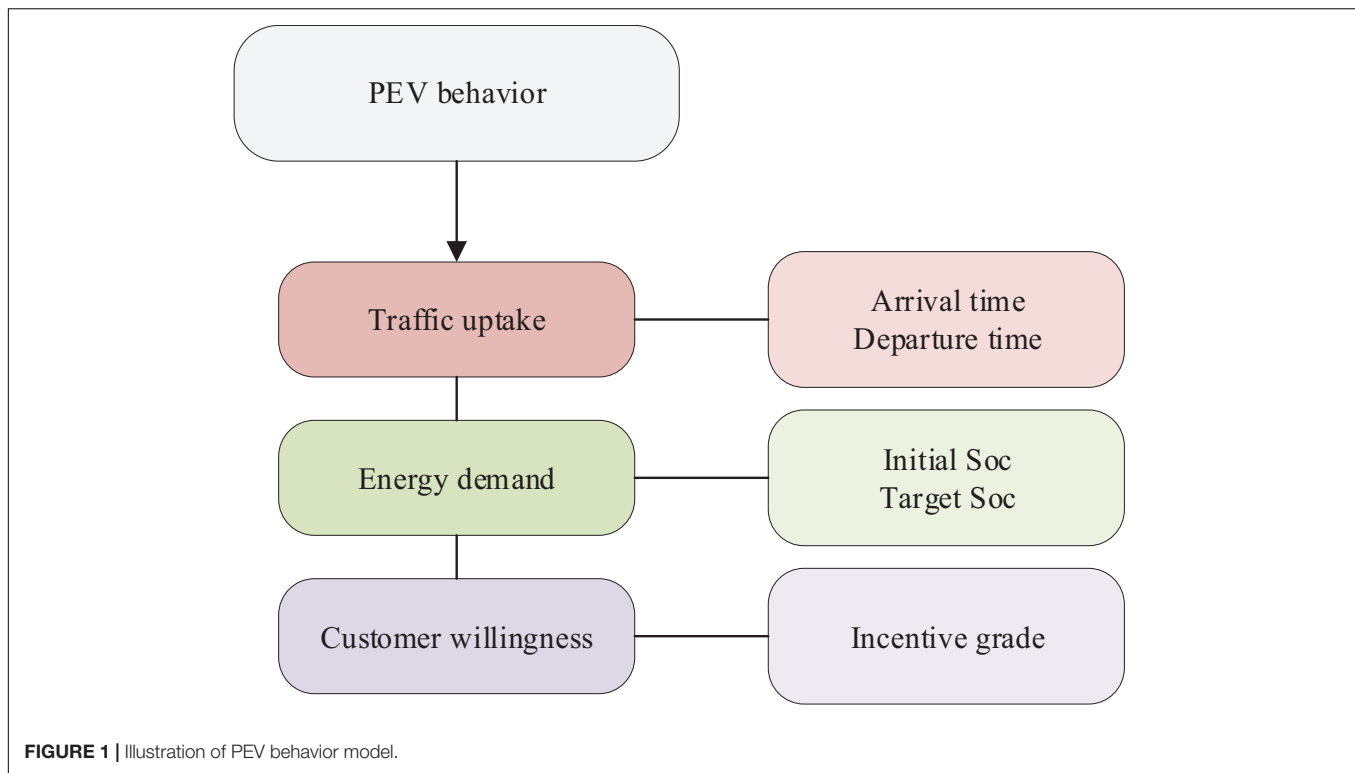 PEV behavior
Traffic uptake
Arrival time
Departure time
Energy demand
Initial Soc
Target Soc
Customer willingness
Incentive grade
FIGURE 1 | Illustration of PEV behavior model.